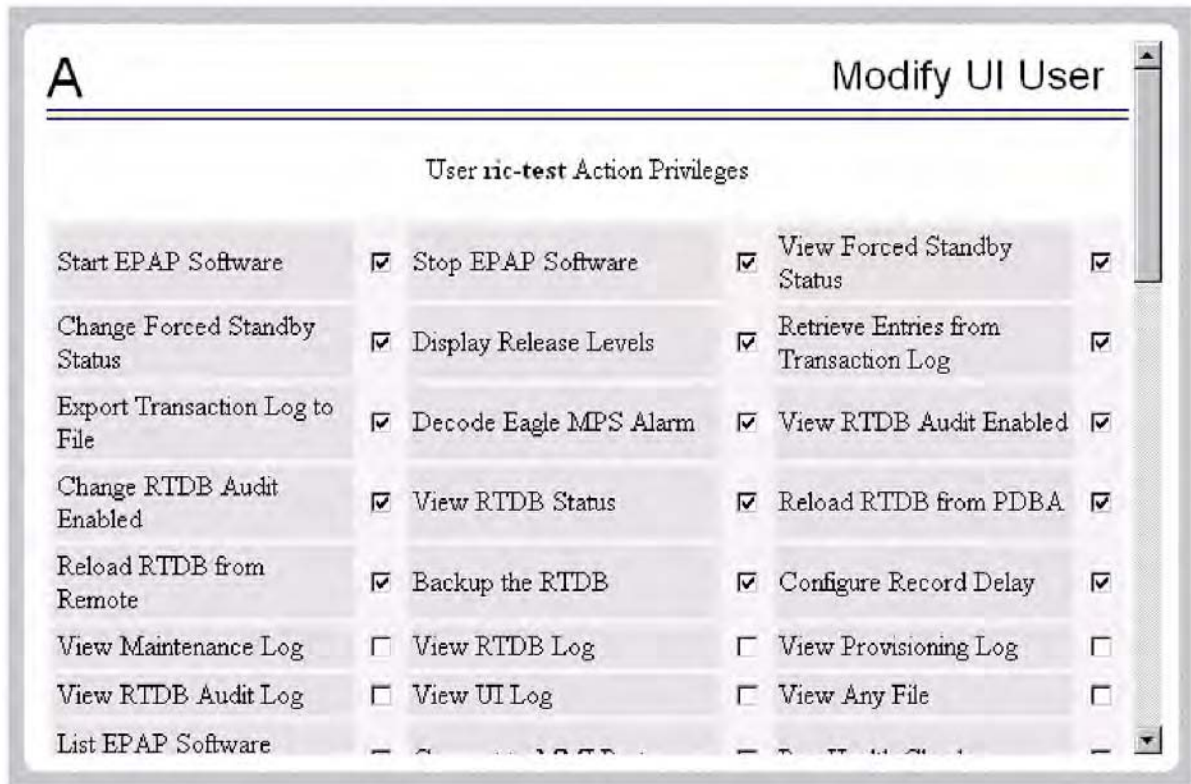 A
Modify UI User
User ric-test Action Privileges
Start EPAP Software
Stop EPAP Software
View Forced Standby
Status
Change Forced Standby
Status
Display Release Levels
Retrieve Entries from
Transaction Log
Export Transaction Log to
File
Decode Eagle MPS Alarm
View RTDB Audit Enabled
Change RTDB Audit
Enabled
View RTDB Status
Reload RTDB from PDBA
Reload RTDB from
Remote
Backup the RTDB
Configure Record Delay
View Maintenance Log
View RTDB Log
View Provisioning Log
View RTDB Audit Log
View UI Log
View Any File
List EPAP Software